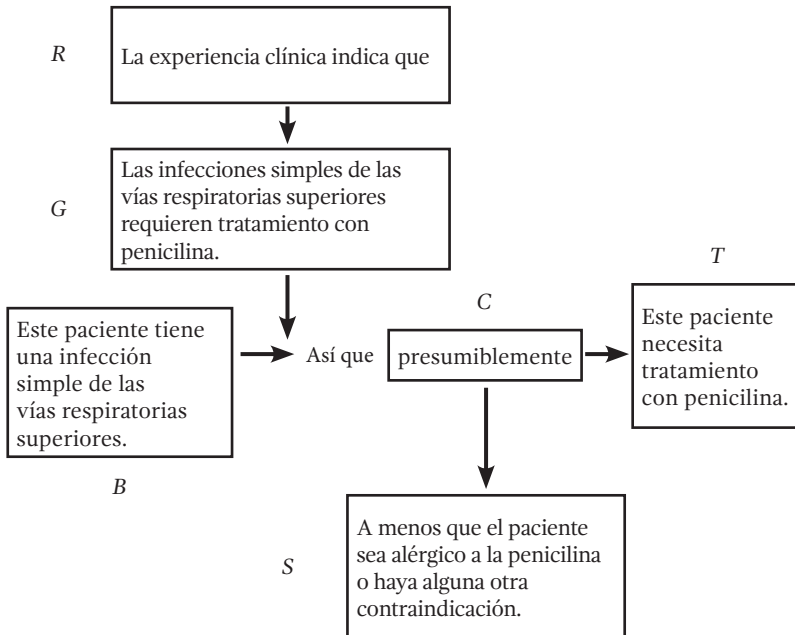 R
La experiencia clínica indica que
G
Las infecciones simples de las
vías respiratorias superiores
requieren tratamiento con
penicilina.
T
C
Este paciente tiene
una infección
simple de las
vías respiratorias
superiores.
Así que
presumiblemente
Este paciente
necesita
tratamiento
con penicilina.
B
S
A menos que el paciente
sea alérgico a la penicilina
o haya alguna otra
contraindicación.